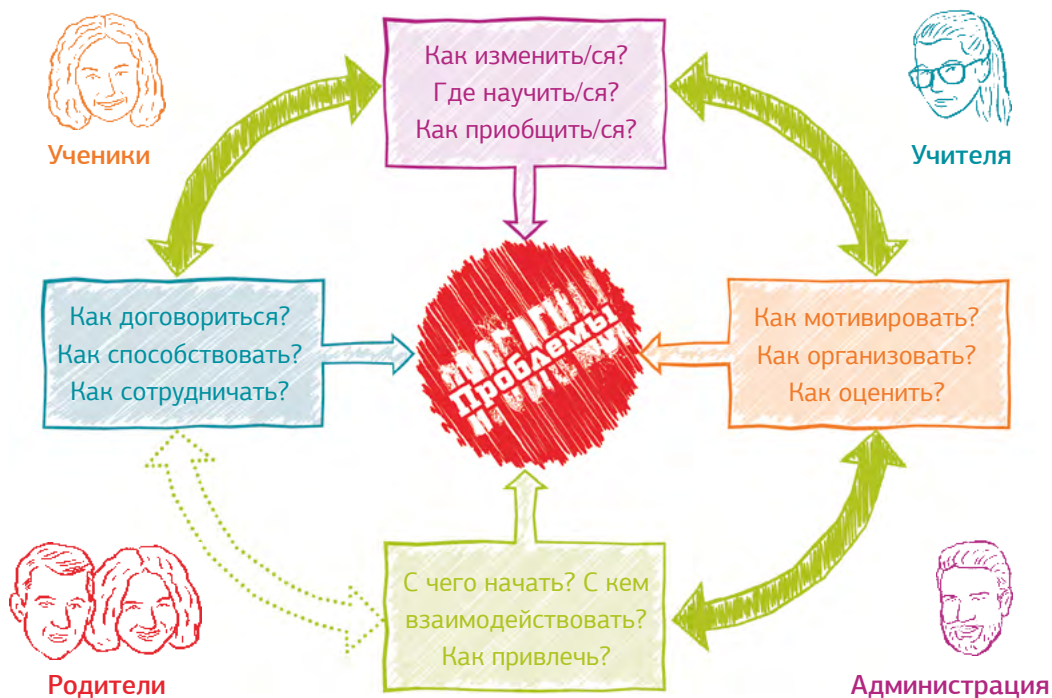 Как изменить/ся?
Где научить/ся?
Как приобщить/ся?
Ученики
Учителя
Как договориться?
Как способствовать?
Как сотрудничать?
Проблемы
Как мотивировать?
Как организовать?
Как оценить?
С чего начать? С кем
взаимодействовать?
Как привлечь?
Родители
Администрация